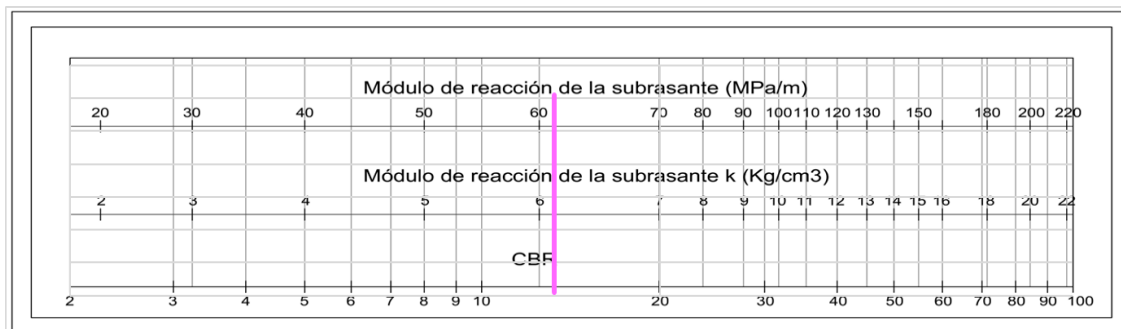 Módulo de reacción de la subrasante (MPa/m)
20 30 40 50 60 70 80 90 100 110 120 130 150 180 200 220
Módulo de reacción de la subrasante k (Kg/cm3)
2 3 4 5 6 7 8 9 10 11 12 13 14 15 16 18 20 22
CBR
2 3 4 5 6 7 8 9 10 20 30 40 50 60 70 80 90 100